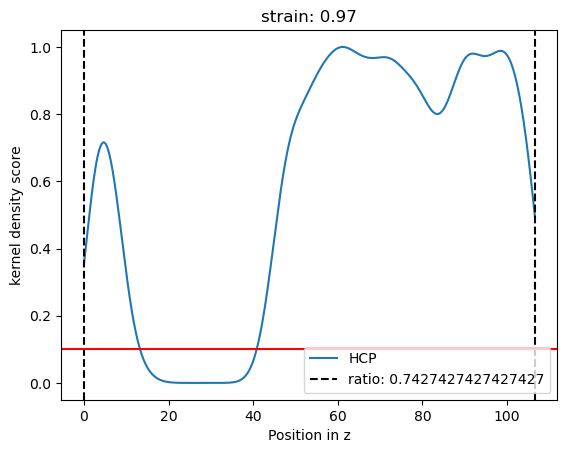 strain: 0.97
kernel density score
1.0
0.8
0.6
0.4
0.2
0.0
HCP
ratio: 0.7427427427427427
0 20 40 60 80 100
Position in z